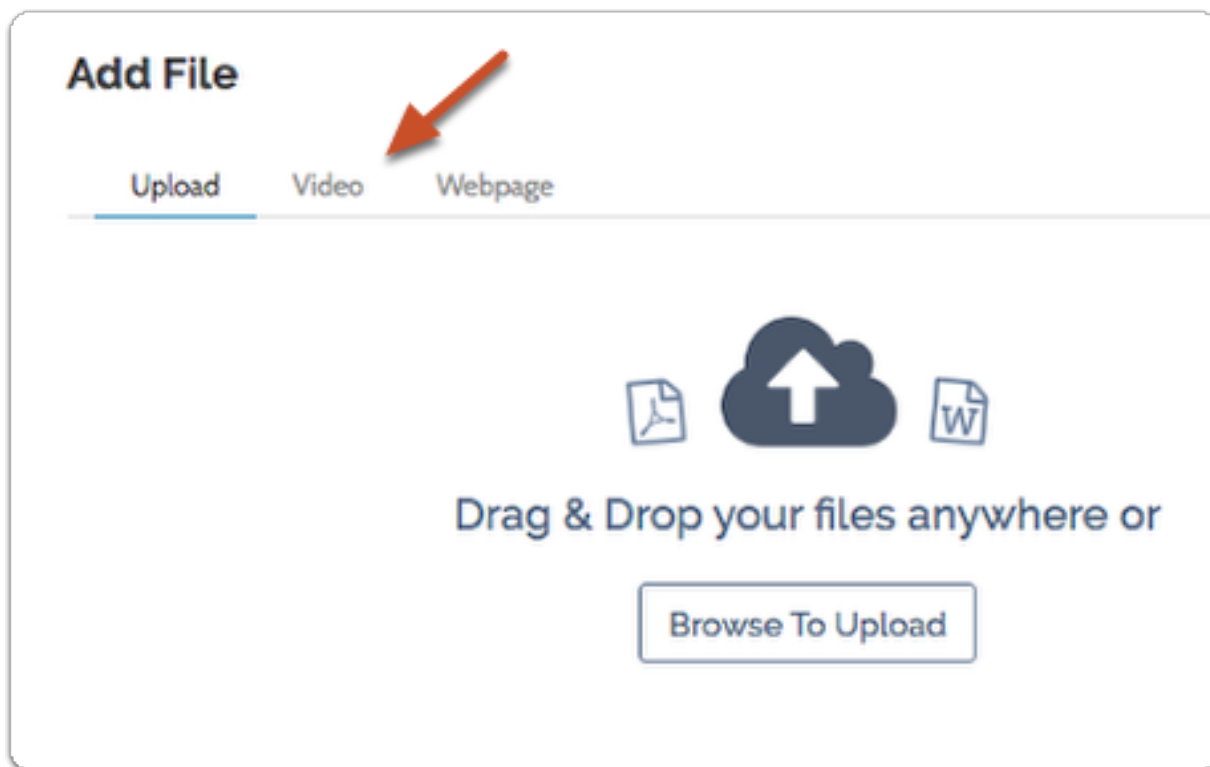 Add File
Upload Video Webpage
W
Drag & Drop your files anywhere or
Browse To Upload